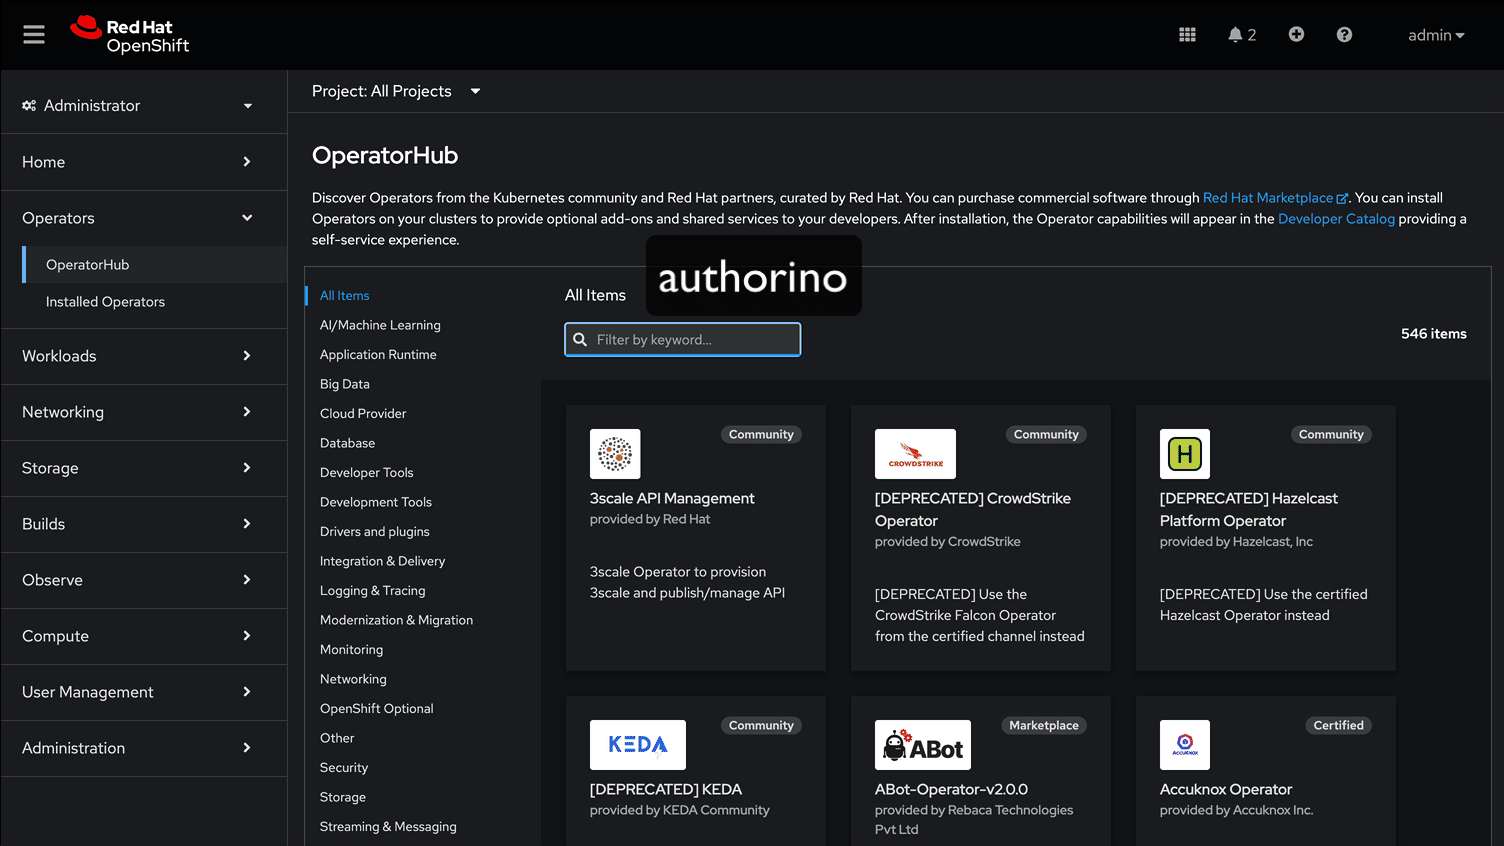 Red Hat
OpenShift
2
admin
Administrator
Home
Operators
OperatorHub
Installed Operators
Workloads
Networking
Storage
Builds
Observe
Compute
User Management
Administration
Project: All Projects
OperatorHub
Discover Operators from the Kubernetes community and Red Hat partners, curated by Red Hat. You can purchase commercial software through Red Hat Marketplace. You can install
Operators on your clusters to provide optional add-ons and shared services to your developers. After installation, the Operator capabilities will appear in the Developer Catalog providing a
self-service experience.
authorino
All Items
AI/Machine Learning
Application Runtime
Big Data
Cloud Provider
Database
Developer Tools
Development Tools
Drivers and plugins
Integration & Delivery
Logging & Tracing
Modernization & Migration
Monitoring
Networking
OpenShift Optional
Other
Security
Storage
Streaming & Messaging
All Items
Filter by keyword...
546 items
Community
3scale API Management
provided by Red Hat
3scale Operator to provision
3scale and publish/manage API
CROWDSTRIKE
Community
[DEPRECATED] CrowdStrike
Operator
provided by CrowdStrike
[DEPRECATED] Use the
CrowdStrike Falcon Operator
from the certified channel instead
H
Community
[DEPRECATED] Hazelcast
Platform Operator
provided by Hazelcast, Inc
[DEPRECATED] Use the certified
Hazelcast Operator instead
KEDA
Community
[DEPRECATED] KEDA
provided by KEDA Community
ABot
Marketplace
ABot-Operator-v2.0.0
provided by Rebaca Technologies
Pvt Ltd
ACCUKNOX
Certified
Accuknox Operator
provided by Accuknox Inc.